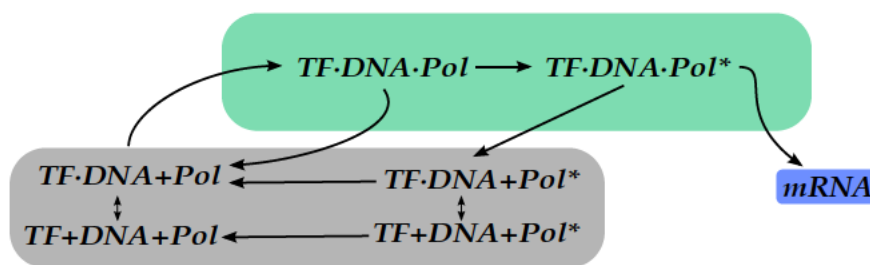 TF·DNA·Pol
TF·DNA·Pol*
TF·DNA+Pol
TF·DNA+Pol*
mRNA
TF+DNA+Pol
TF+DNA+Pol*